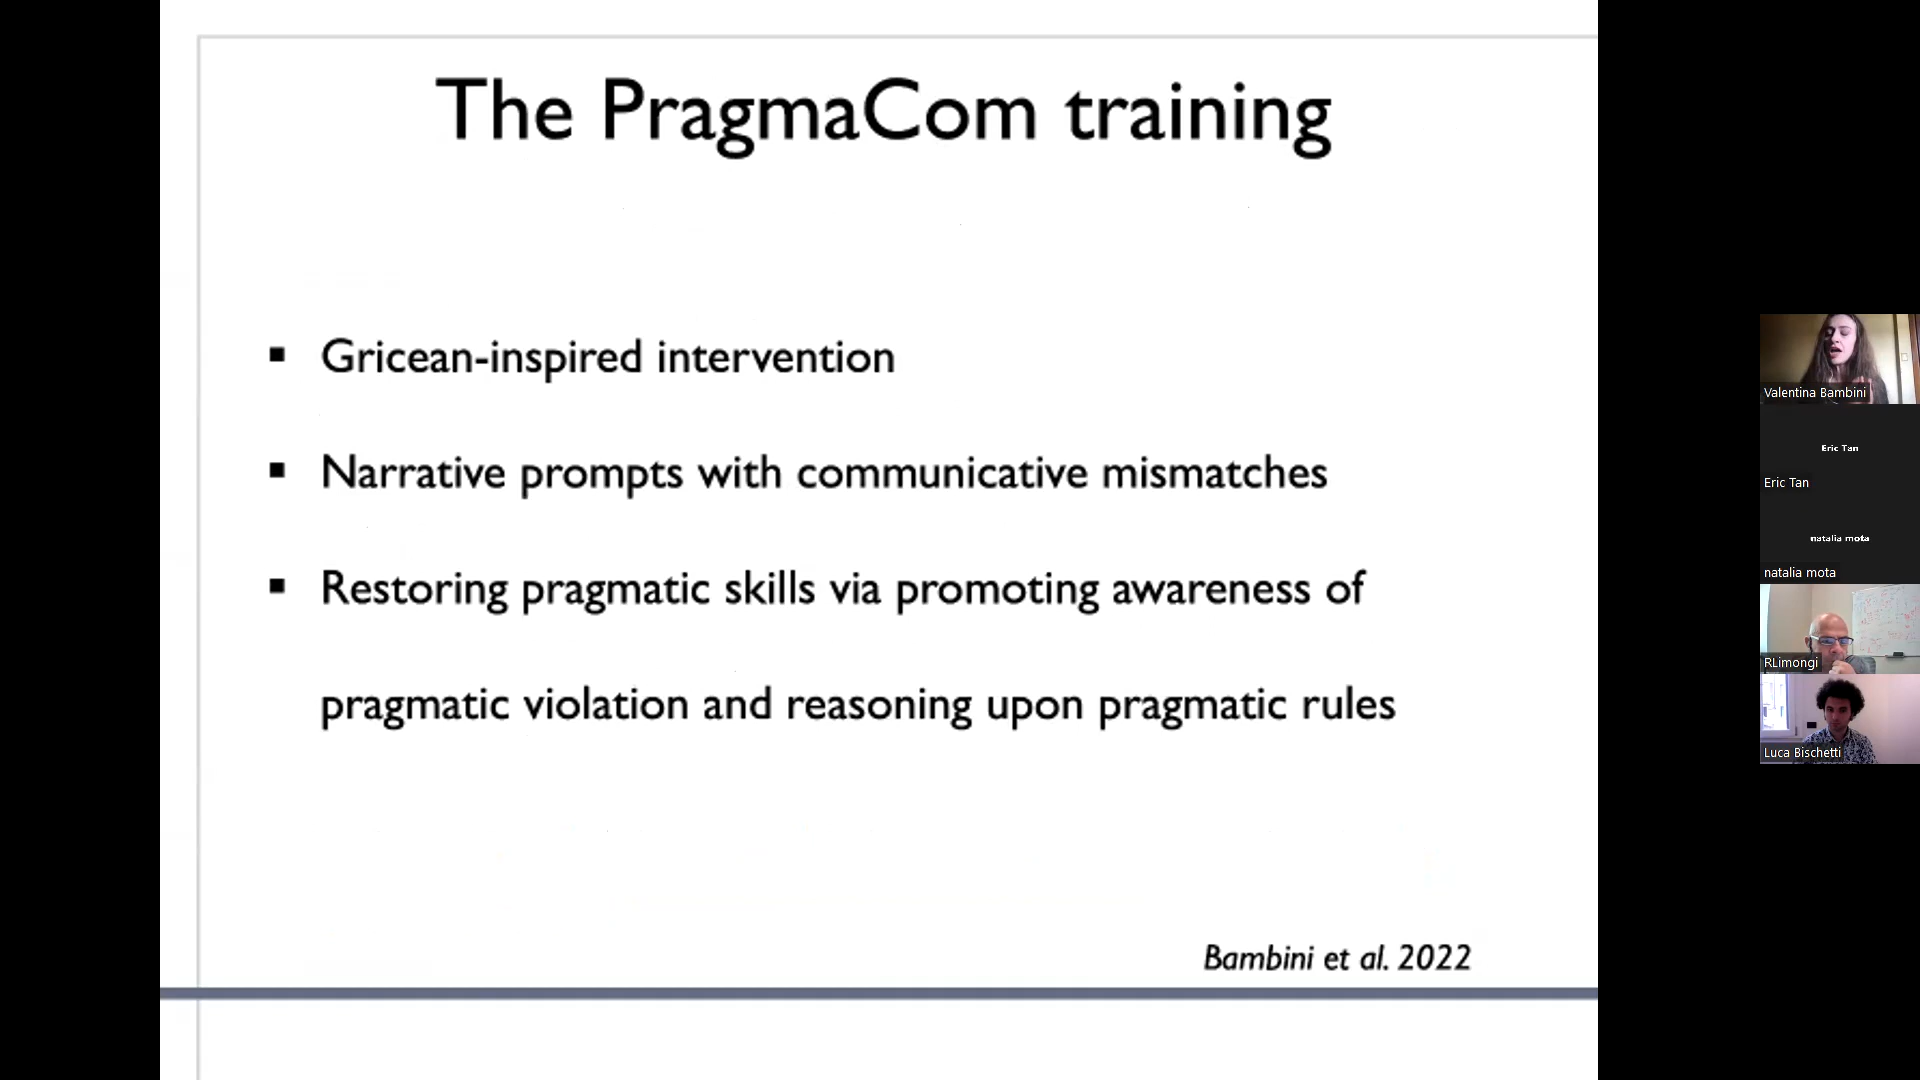 The PragmaCom training
▪ Gricean-inspired intervention
▪ Narrative prompts with communicative mismatches
▪ Restoring pragmatic skills via promoting awareness of
pragmatic violation and reasoning upon pragmatic rules
Bambini et al. 2022
Valentina Bambini
Eric Tan
Eric Tan
natalia mota
natalia mota
RLimongi
Luca Bischetti